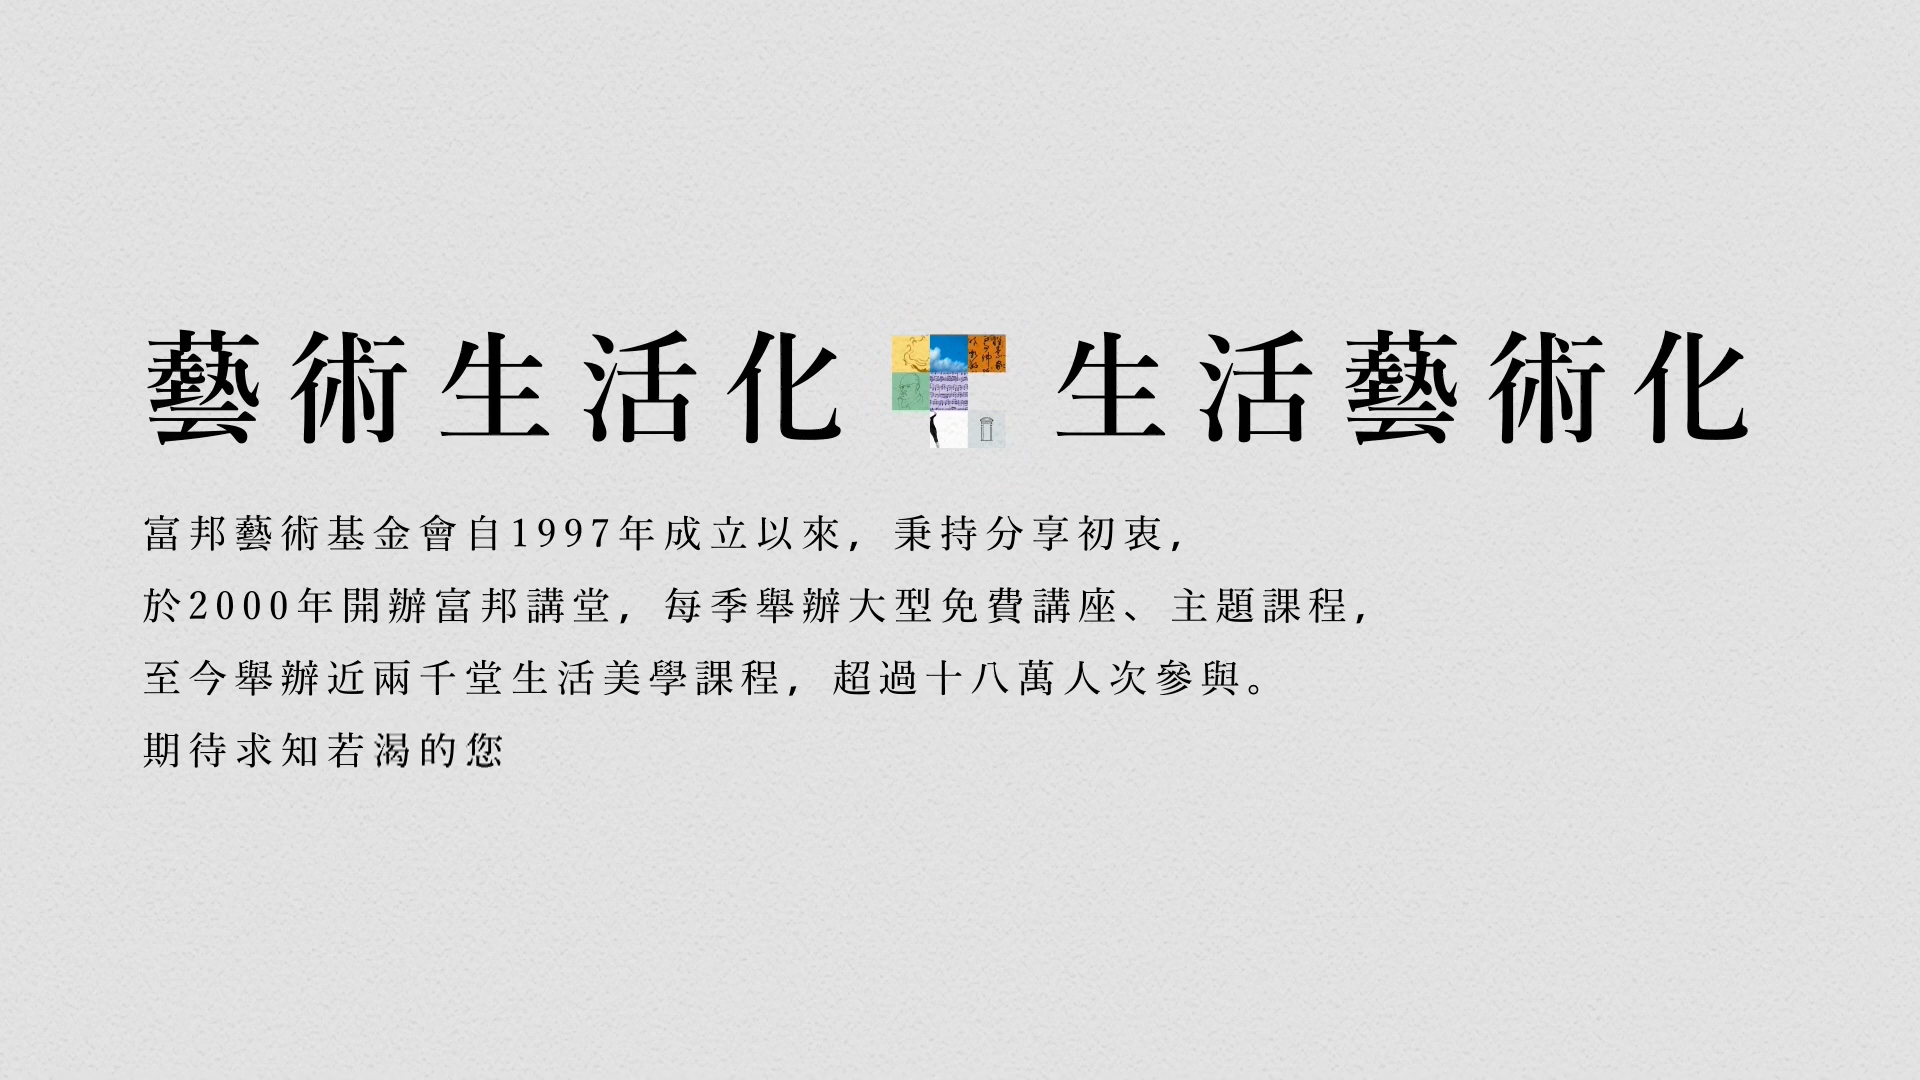 藝術生活化 生活藝術化
富邦藝術基金會自1997年成立以來，秉持分享初衷，
於2000年開辦富邦講堂，每季舉辦大型免費講座、主題課程，
至今舉辦近兩千堂生活美學課程，超過十八萬人次參與。
期待求知若渴的您